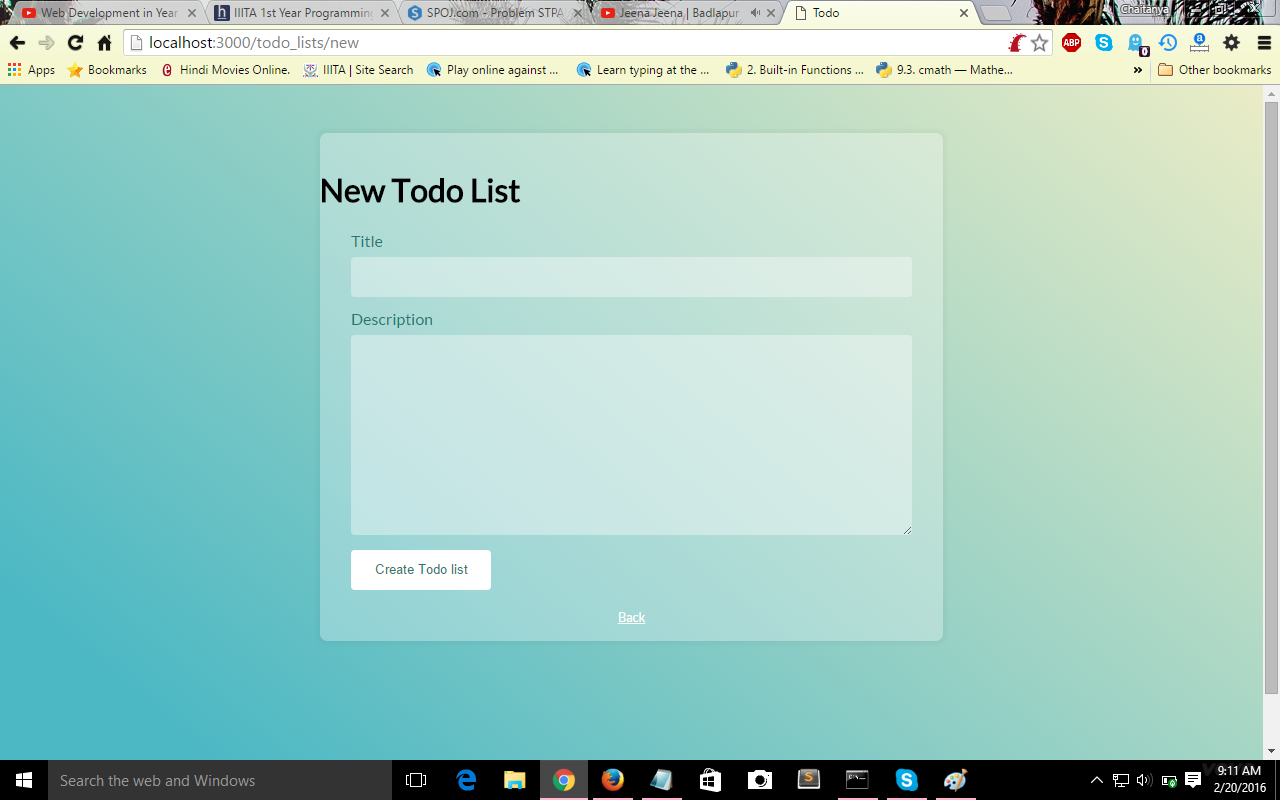 Web Development in Year
IIITA 1st Year Programming
SPOJ.com - Problem STPA
Jeena Jeena | Badlapur
Todo
Chaitanya
localhost:3000/todo_lists/new
ABP
0
a
Apps
Bookmarks
Hindi Movies Online.
IIITA | Site Search
Play online against ...
Learn typing at the ...
2. Built-in Functions ...
9.3. cmath — Mathe...
»
Other bookmarks
New Todo List
Title
Description
Create Todo list
Back
Search the web and Windows
9:11 AM
2/20/2016